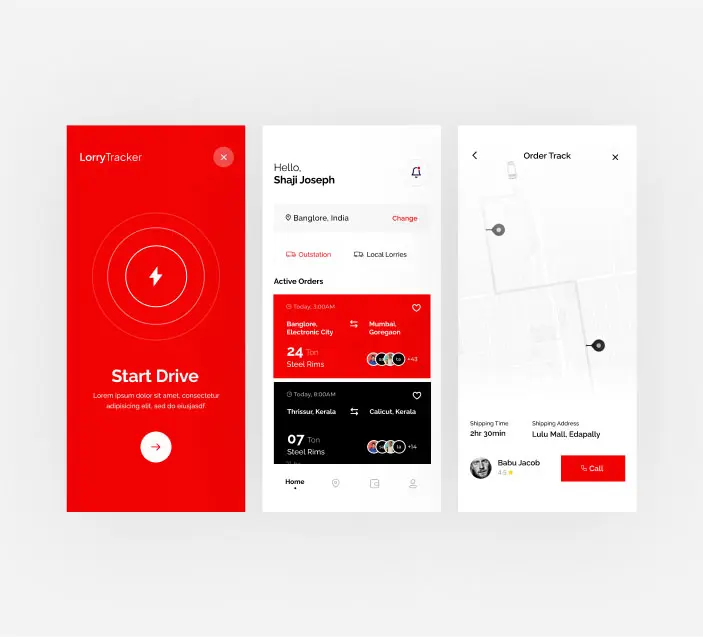 LorryTracker
Start Drive
Lorem ipsum dolor sit amet, consectetur
adipisicing elit, sed do eiusjasdf.
Hello,
Shaji Joseph
Banglore, India
Change
Outstation
Local Lorries
Active Orders
Today, 3:00AM
Banglore,
Electronic City
Mumbai,
Goregaon
24 Ton
Steel Rims
+43
Today, 8:00AM
Thrissur, Kerala
Calicut, Kerala
07 Ton
Steel Rims
+14
Home
Order Track
Shipping Time
2hr 30min
Shipping Address
Lulu Mall, Edapally
Babu Jacob
4.5
Call